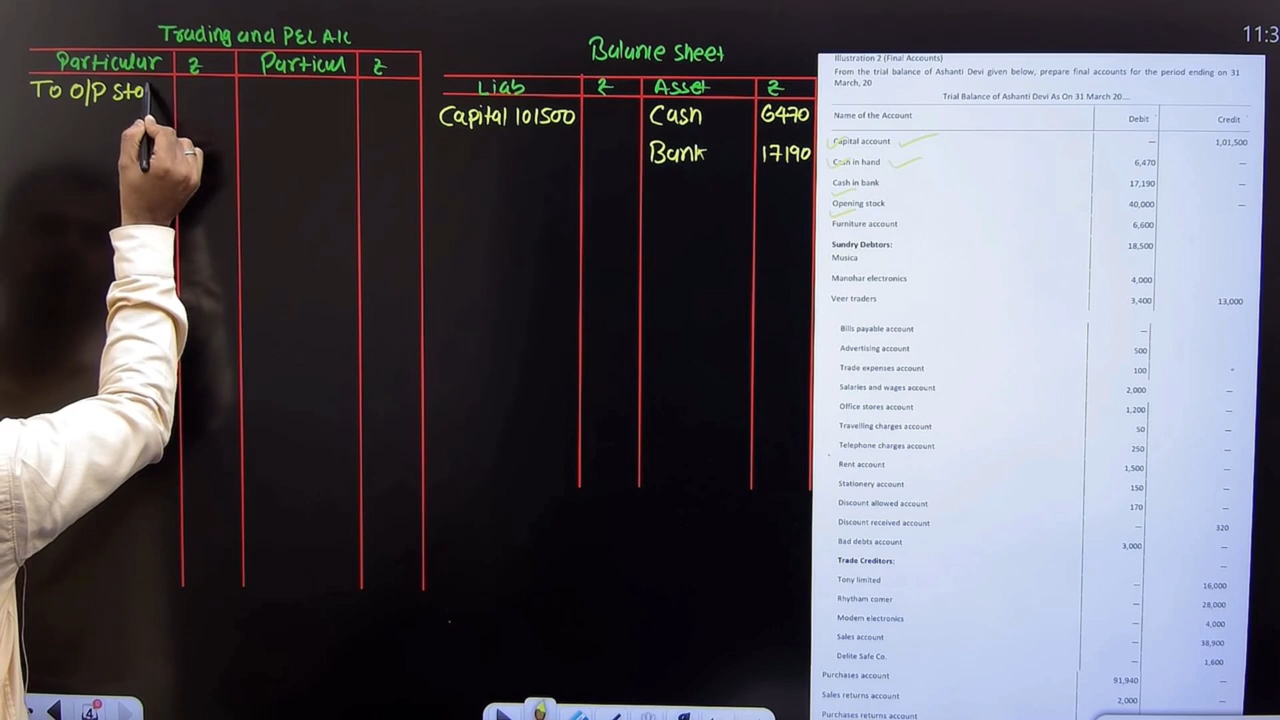 Trading and P&L A/c
Particular ₹ Particul ₹
To O/P Sto
Balance Sheet
Liab ₹ Asset ₹
Capital 101500 Cash 6470
Bank 17190
11:3
Illustration 2 (Final Accounts)
From the trial balance of Ashanti Devi given below, prepare final accounts for the period ending on 31
March, 20
Trial Balance of Ashanti Devi As On 31 March 20....
Name of the Account Debit Credit
Capital account — 1,01,500
Cash in hand 6,470 —
Cash in bank 17,190 —
Opening stock 40,000 —
Furniture account 6,600
Sundry Debtors: 18,500
Musica
Manohar electronics 4,000
Veer traders 3,400 13,000
Bills payable account —
Advertising account 500
Trade expenses account 100
Salaries and wages account 2,000 —
Office stores account 1,200 —
Travelling charges account 50 —
Telephone charges account 250 —
Rent account 1,500 —
Stationery account 150 —
Discount allowed account 170 —
Discount received account — 320
Bad debts account 3,000 —
Trade Creditors: —
Tony limited 16,000
Rhytham corner — 28,000
Modern electronics — 4,000
Sales account — 38,900
Delite Safe Co. — 1,600
Purchases account 91,940 —
Sales returns account 2,000 —
Purchases returns account
4